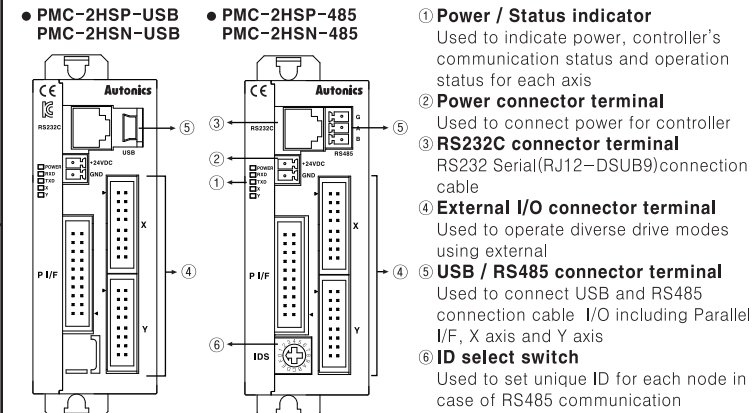 ● PMC-2HSP-USB
PMC-2HSN-USB
CE
Autonics
RS232C
USB
POWER
RXD
TXD
X
Y
+24VDC
GND
X
P I/F
Y
⑤
④
● PMC-2HSP-485
PMC-2HSN-485
CE
Autonics
③
RS232C
G
A
B
⑤
RS485
②
+24VDC
GND
①
POWER
RXD
TXD
X
Y
X
P I/F
④
Y
⑥
IDS
① Power / Status indicator
Used to indicate power, controller's
communication status and operation
status for each axis
② Power connector terminal
Used to connect power for controller
③ RS232C connector terminal
RS232 Serial(RJ12-DSUB9)connection
cable
④ External I/O connector terminal
Used to operate diverse drive modes
using external
⑤ USB / RS485 connector terminal
Used to connect USB and RS485
connection cable I/O including Parallel
I/F, X axis and Y axis
⑥ ID select switch
Used to set unique ID for each node in
case of RS485 communication